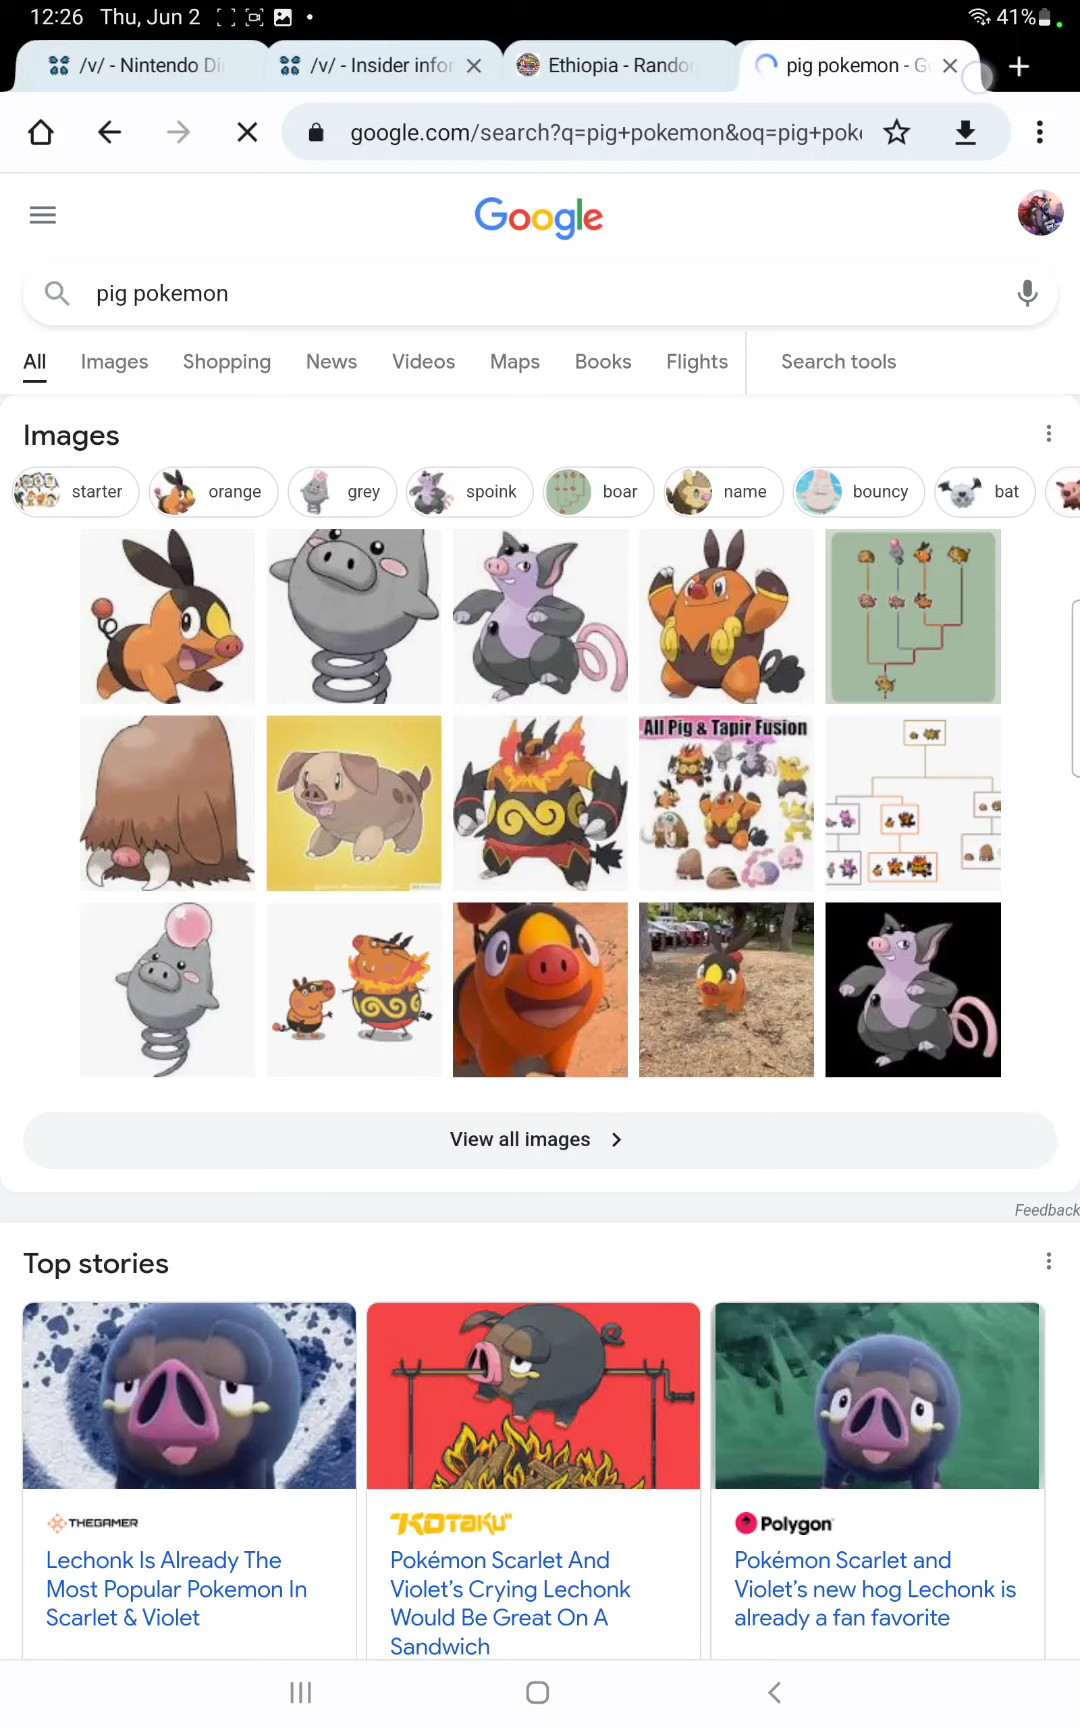 12:26 Thu, Jun 2
41%
/v/ - Nintendo Di
/v/ - Insider infor
Ethiopia - Randor
pig pokemon - G
google.com/search?q=pig+pokemon&oq=pig+poke
Google
pig pokemon
All Images Shopping News Videos Maps Books Flights Search tools
Images
starter orange grey spoink boar name bouncy bat
All Pig & Tapir Fusion
View all images
Feedback
Top stories
THEGAMER
Lechonk Is Already The
Most Popular Pokemon In
Scarlet & Violet
KOTAKU
Pokémon Scarlet And
Violet's Crying Lechonk
Would Be Great On A
Sandwich
Polygon
Pokémon Scarlet and
Violet's new hog Lechonk is
already a fan favorite